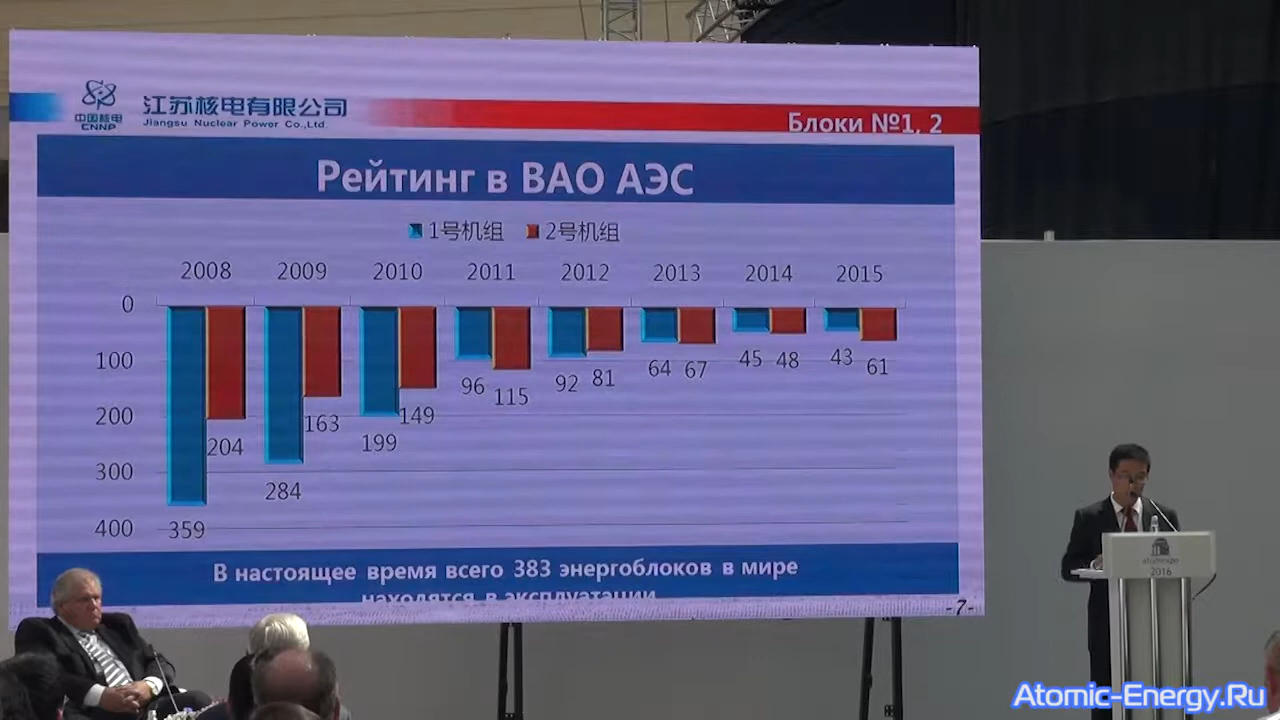 中国核电
CNNP
江苏核电有限公司
Jiangsu Nuclear Power Co.,Ltd.
Блоки №1, 2
Рейтинг в ВАО АЭС
1号机组 2号机组
2008 2009 2010 2011 2012 2013 2014 2015
0
100
200
300
400
359 204 284 163 199 149 96 115 92 81 64 67 45 48 43 61
В настоящее время всего 383 энергоблоков в мире
находятся в эксплуатации
-7-
atomexpo
2016
Atomic-Energy.Ru